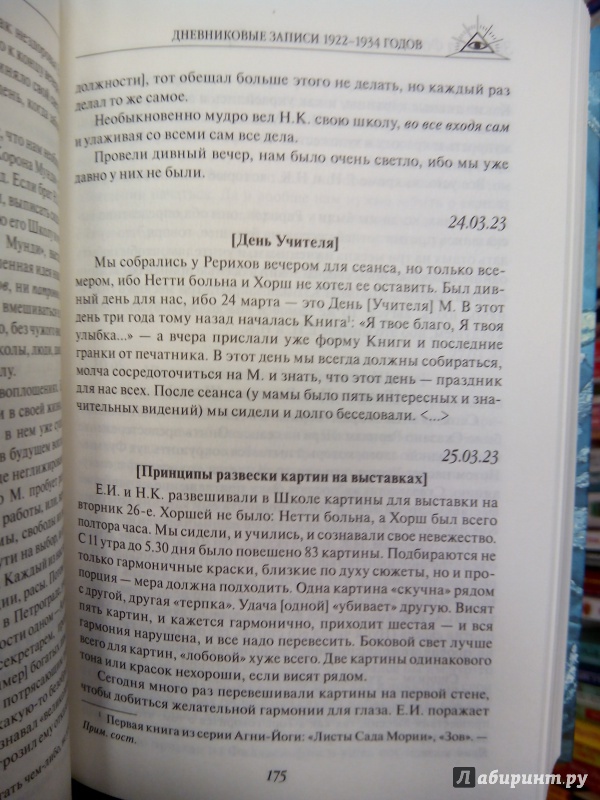 ДНЕВНИКОВЫЕ ЗАПИСИ 1922–1934 ГОДОВ
должности], тот обещал больше этого не делать, но каждый раз
делал то же самое.
Необыкновенно мудро вел Н.К. свою школу, во все входя сам
и улаживая со всеми сам все дела.
Провели дивный вечер, нам было очень светло, ибо мы уже
давно у них не были.
24.03.23
[День Учителя]
Мы собрались у Рерихов вечером для сеанса, но только все-
мером, ибо Нетти больна и Хорш не хотел ее оставить. Был див-
ный день для нас, ибо 24 марта — это День [Учителя] М. В этот
день три года тому назад началась Книга¹: «Я твое благо, Я твоя
улыбка...» — а вчера прислали уже форму Книги и последние
гранки от печатника. В этот день мы всегда должны собираться,
молча сосредоточиться на М. и знать, что этот день — праздник
для нас всех. После сеанса (у мамы было пять интересных и зна-
чительных видений) мы сидели и долго беседовали. <...>
25.03.23
[Принципы развески картин на выставках]
Е.И. и Н.К. развешивали в Школе картины для выставки на
вторник 26-е. Хоршей не было: Нетти больна, а Хорш был всего
полтора часа. Мы сидели, и учились, и сознавали свое невежество.
С 11 утра до 5.30 дня было повешено 83 картины. Подбираются не
только гармоничные краски, близкие по духу сюжеты, но и про-
порция — мера должна подходить. Одна картина «скучна» рядом
с другой, другая «терпка». Удача [одной] «убивает» другую. Висят
пять картин, и кажется гармонично, приходит шестая — и вся
гармония нарушена, и все надо перевесить. Боковой свет лучше
всего для картин, «лобовой» хуже всего. Две картины одинакового
тона или красок нехороши, если висят рядом.
Сегодня много раз перевешивали картины на первой стене,
чтобы добиться желательной гармонии для глаза. Е.И. поражает
¹ Первая книга из серии Агни-Йоги: «Листы Сада Мории», «Зов». —
Прим. сост.
175
Лабиринт.ру